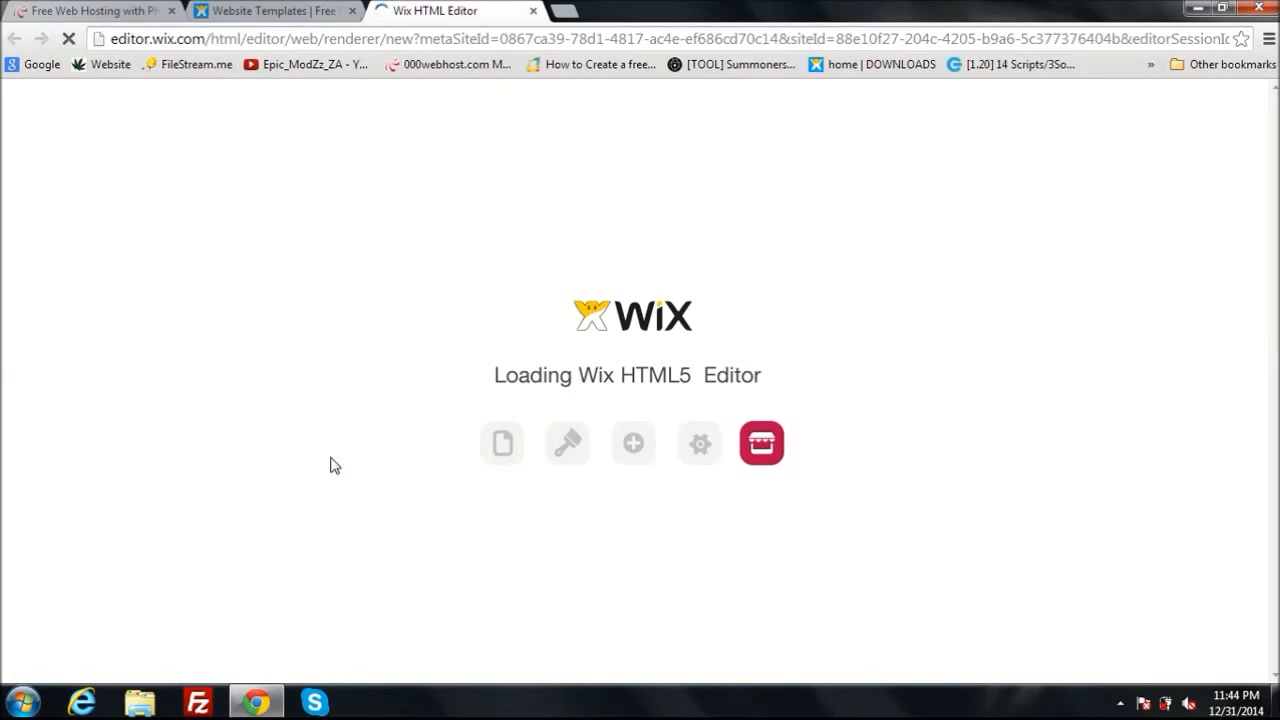 Free Web Hosting with PH
Website Templates | Free
Wix HTML Editor
editor.wix.com/html/editor/web/renderer/new?metaSiteId=0867ca39-78d1-4817-ac4e-ef686cd70c14&siteId=88e10f27-204c-4205-b9a6-5c377376404b&editorSessionId
Google
Website
FileStream.me
Epic_ModZz_ZA - Y...
000webhost.com M...
How to Create a free...
[TOOL] Summoners...
home | DOWNLOADS
[1.20] 14 Scripts/3So...
»
Other bookmarks
WiX
Loading Wix HTML5 Editor
11:44 PM
12/31/2014